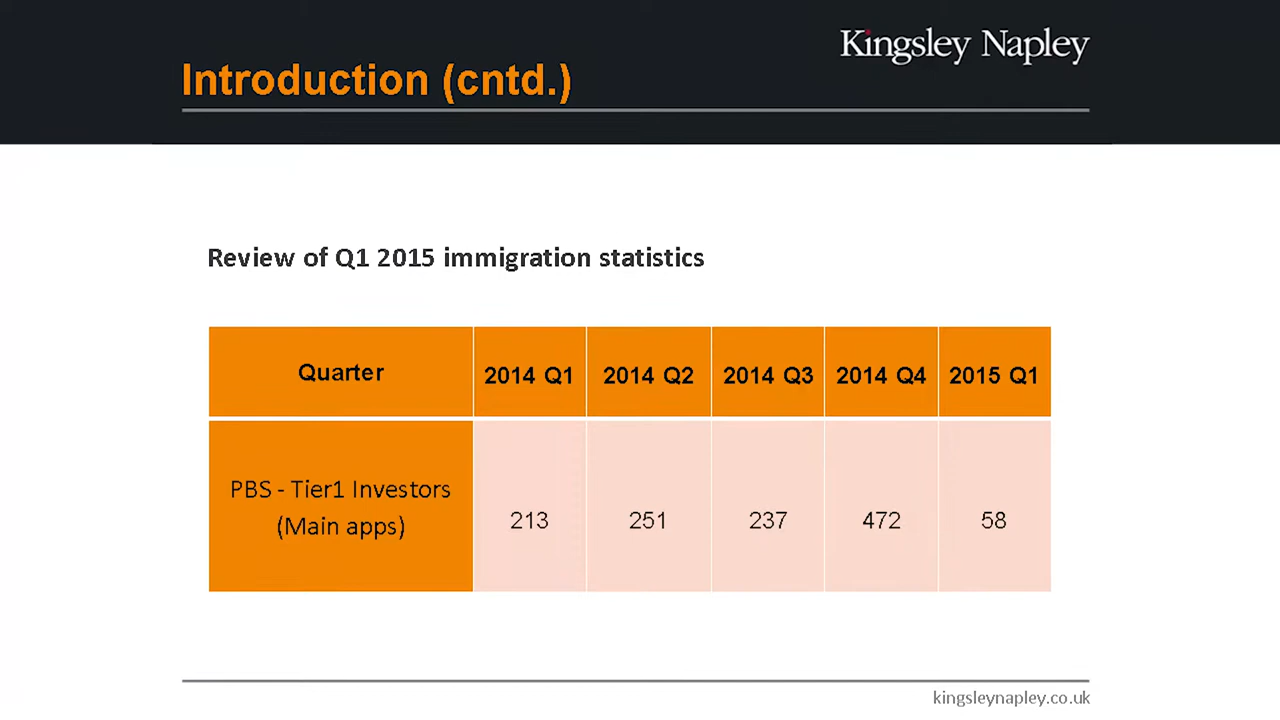 Kingsley Napley
Introduction (cntd.)
Review of Q1 2015 immigration statistics
Quarter 2014 Q1 2014 Q2 2014 Q3 2014 Q4 2015 Q1
PBS - Tier1 Investors
(Main apps)
213 251 237 472 58
kingsleynapley.co.uk